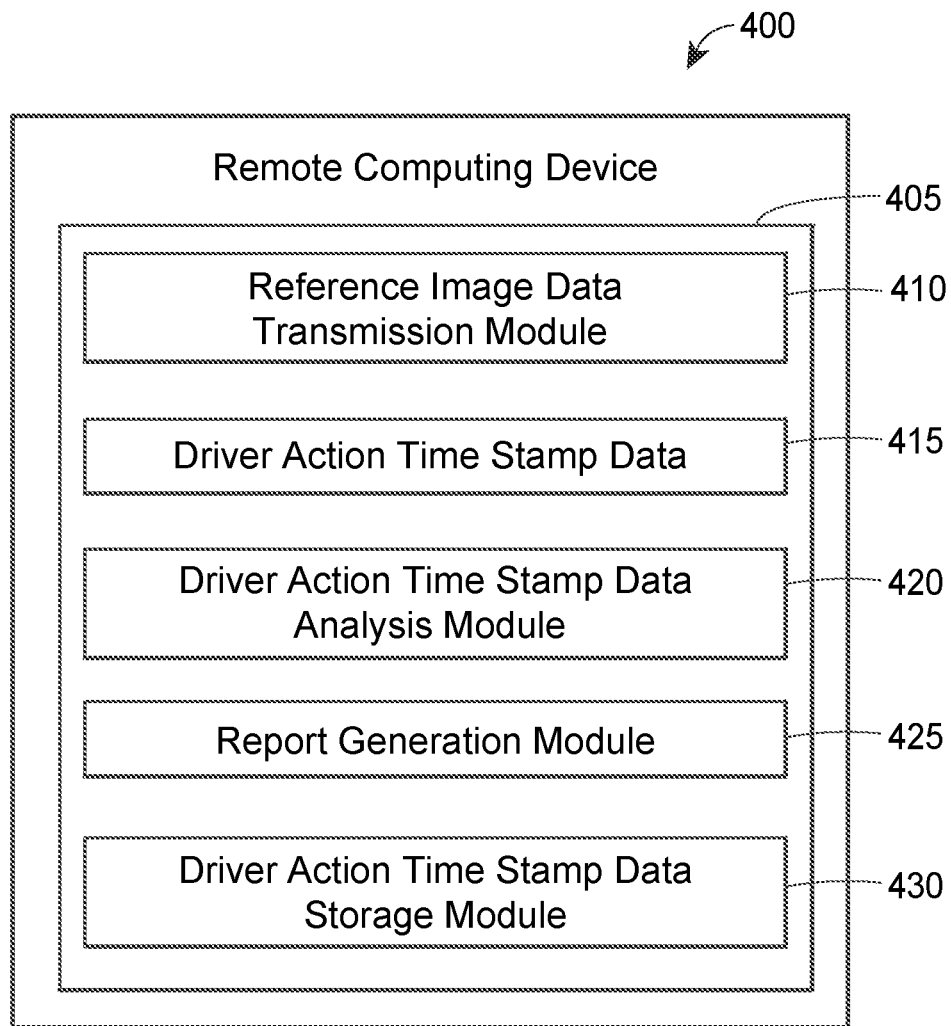 400
Remote Computing Device
405
Reference Image Data
Transmission Module
410
Driver Action Time Stamp Data
415
Driver Action Time Stamp Data
Analysis Module
420
Report Generation Module
425
Driver Action Time Stamp Data
Storage Module
430